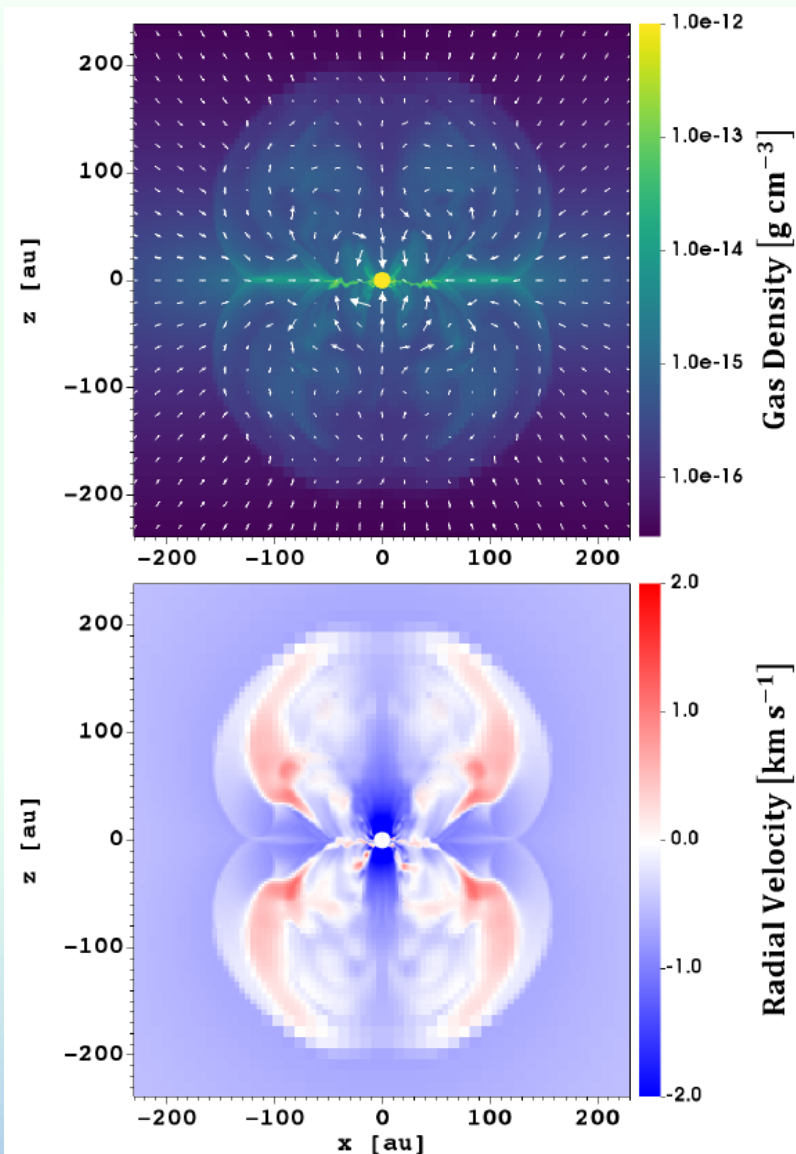 200
100
0
−100
−200
z [au]
−200 −100 0 100 200
1.0e-12
1.0e-13
1.0e-14
1.0e-15
1.0e-16
Gas Density [g cm⁻³]
200
100
0
−100
−200
z [au]
−200 −100 0 100 200
x [au]
2.0
1.0
0.0
-1.0
-2.0
Radial Velocity [km s⁻¹]